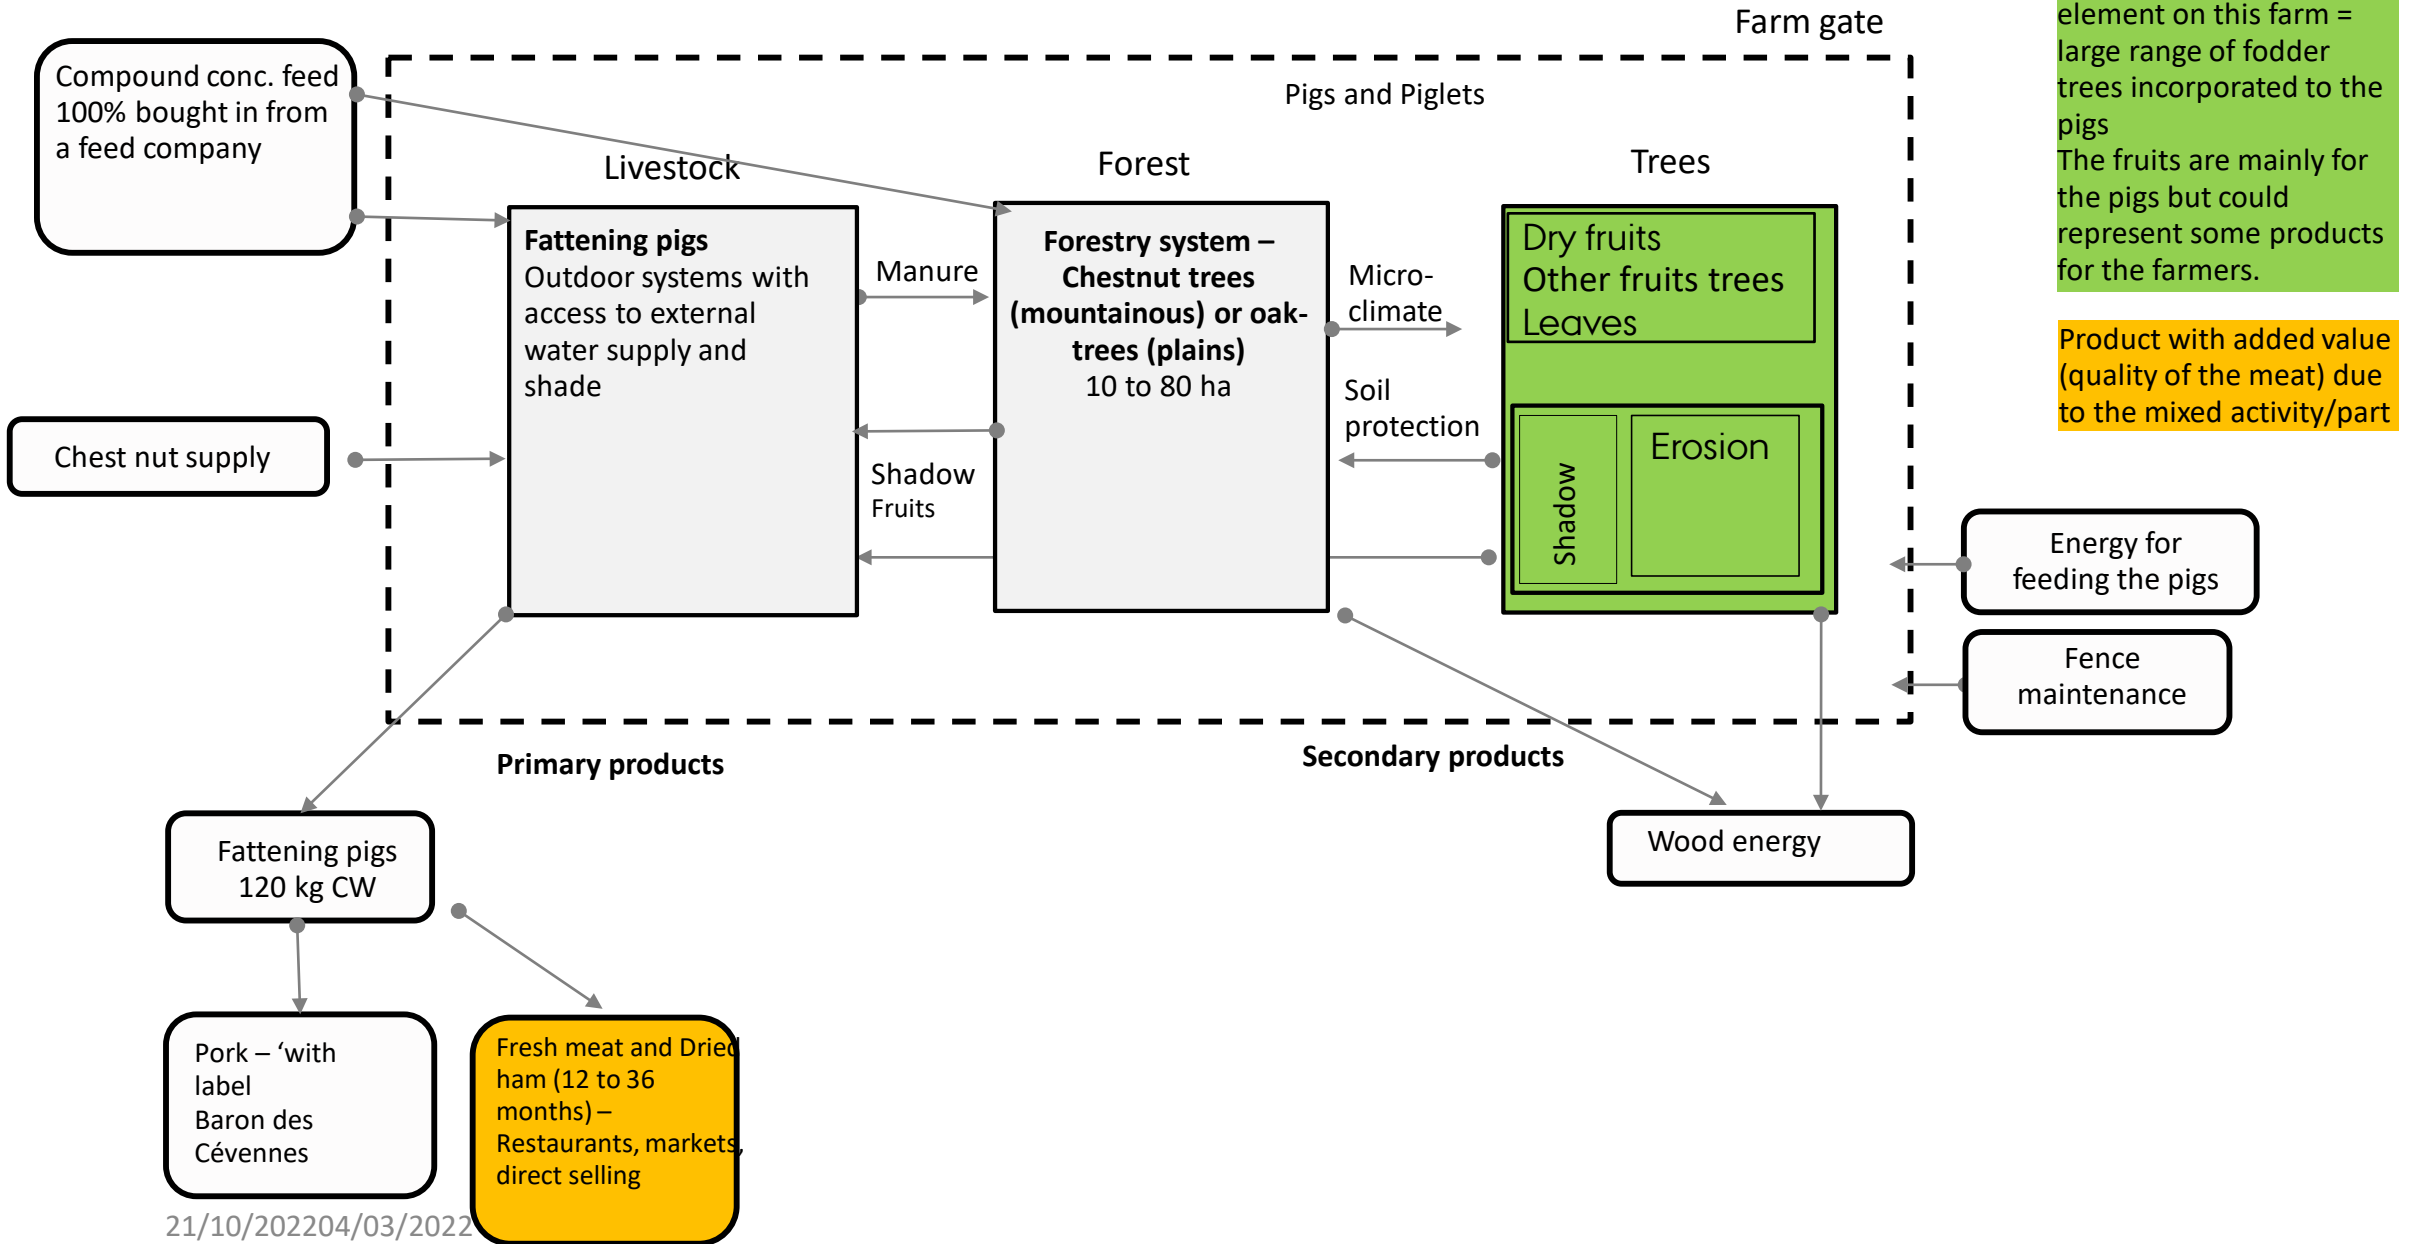 Farm gate
element on this farm =
large range of fodder
trees incorporated to the
pigs
The fruits are mainly for
the pigs but could
represent some products
for the farmers.
Product with added value
(quality of the meat) due
to the mixed activity/part
Compound conc. feed
100% bought in from
a feed company
Pigs and Piglets
Livestock
Forest
Trees
Fattening pigs
Outdoor systems with
access to external
water supply and
shade
Manure
Forestry system –
Chestnut trees
(mountainous) or oak-
trees (plains)
10 to 80 ha
Micro-
climate
Dry fruits
Other fruits trees
Leaves
Soil
protection
Chest nut supply
Shadow
Fruits
Shadow
Erosion
Energy for
feeding the pigs
Fence
maintenance
Primary products
Secondary products
Fattening pigs
120 kg CW
Wood energy
Pork – ‘with
label
Baron des
Cévennes
Fresh meat and Dried
ham (12 to 36
months) –
Restaurants, markets,
direct selling
21/10/202204/03/2022